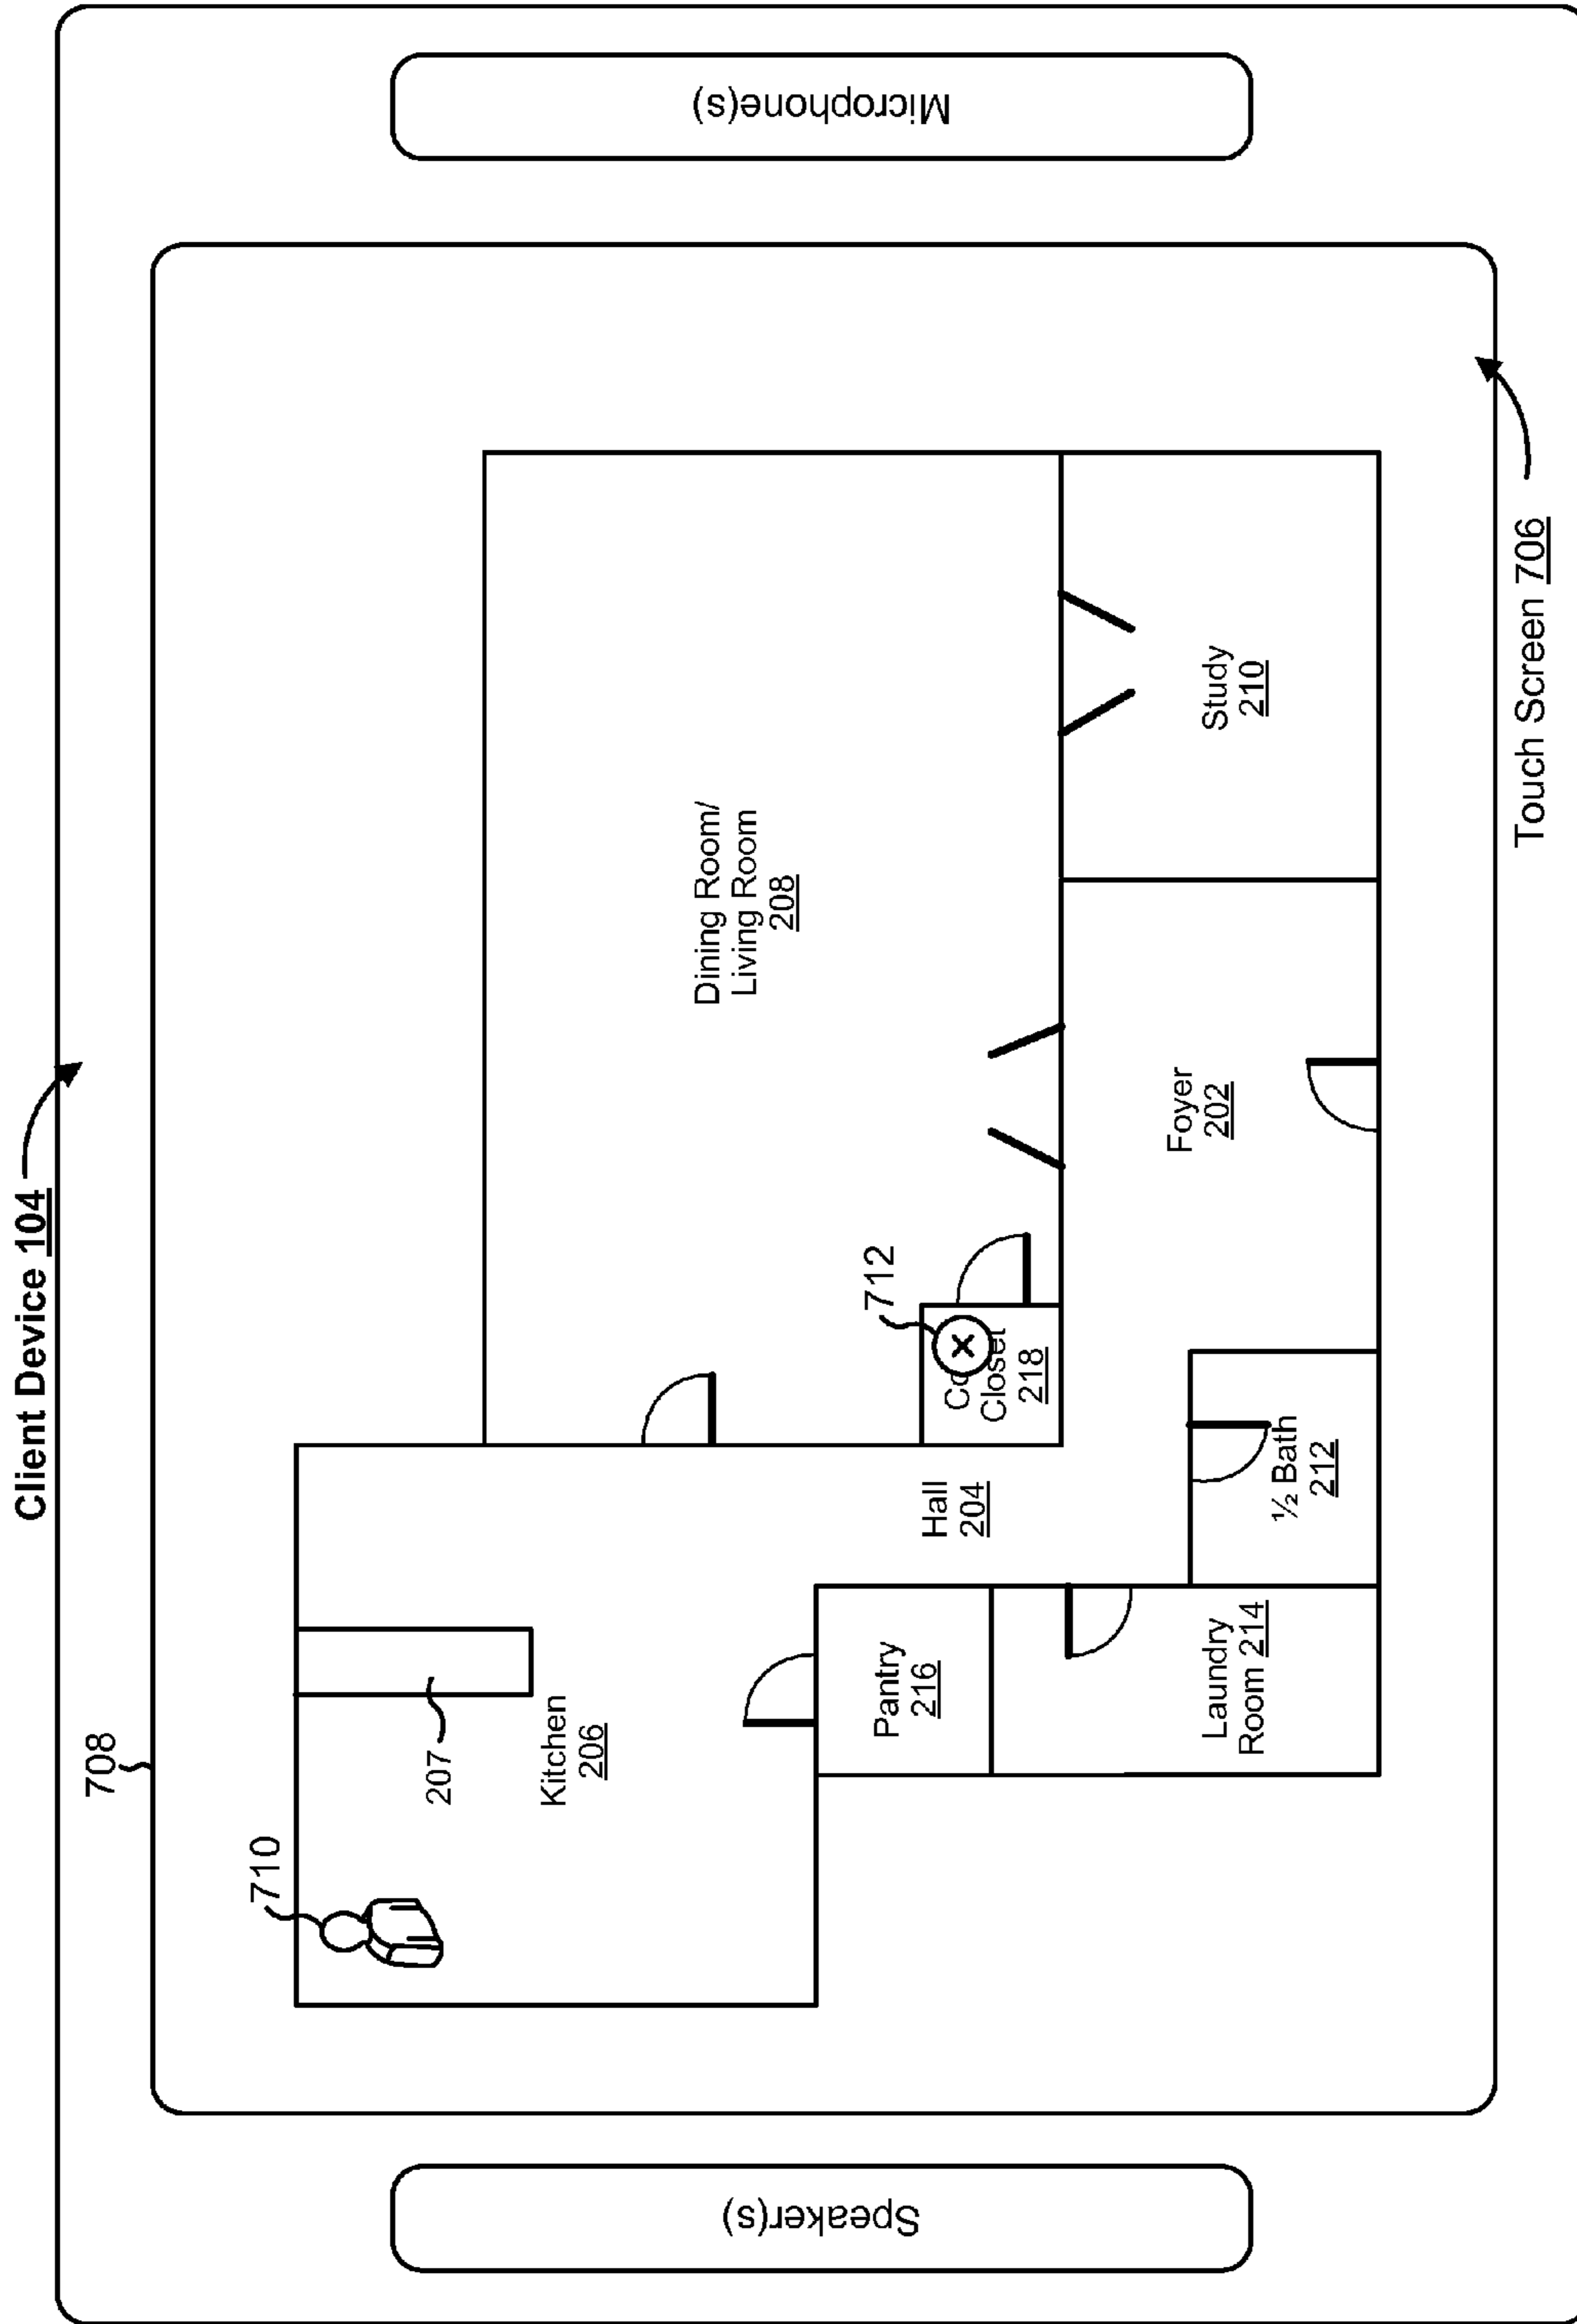 Client Device 104
708
710
207
Kitchen
206
Dining Room/
Living Room
208
712
Closet
218
Hall
204
Pantry
216
Foyer
202
Study
210
½ Bath
212
Laundry
Room 214
Touch Screen 706
Speaker(s)
Microphone(s)